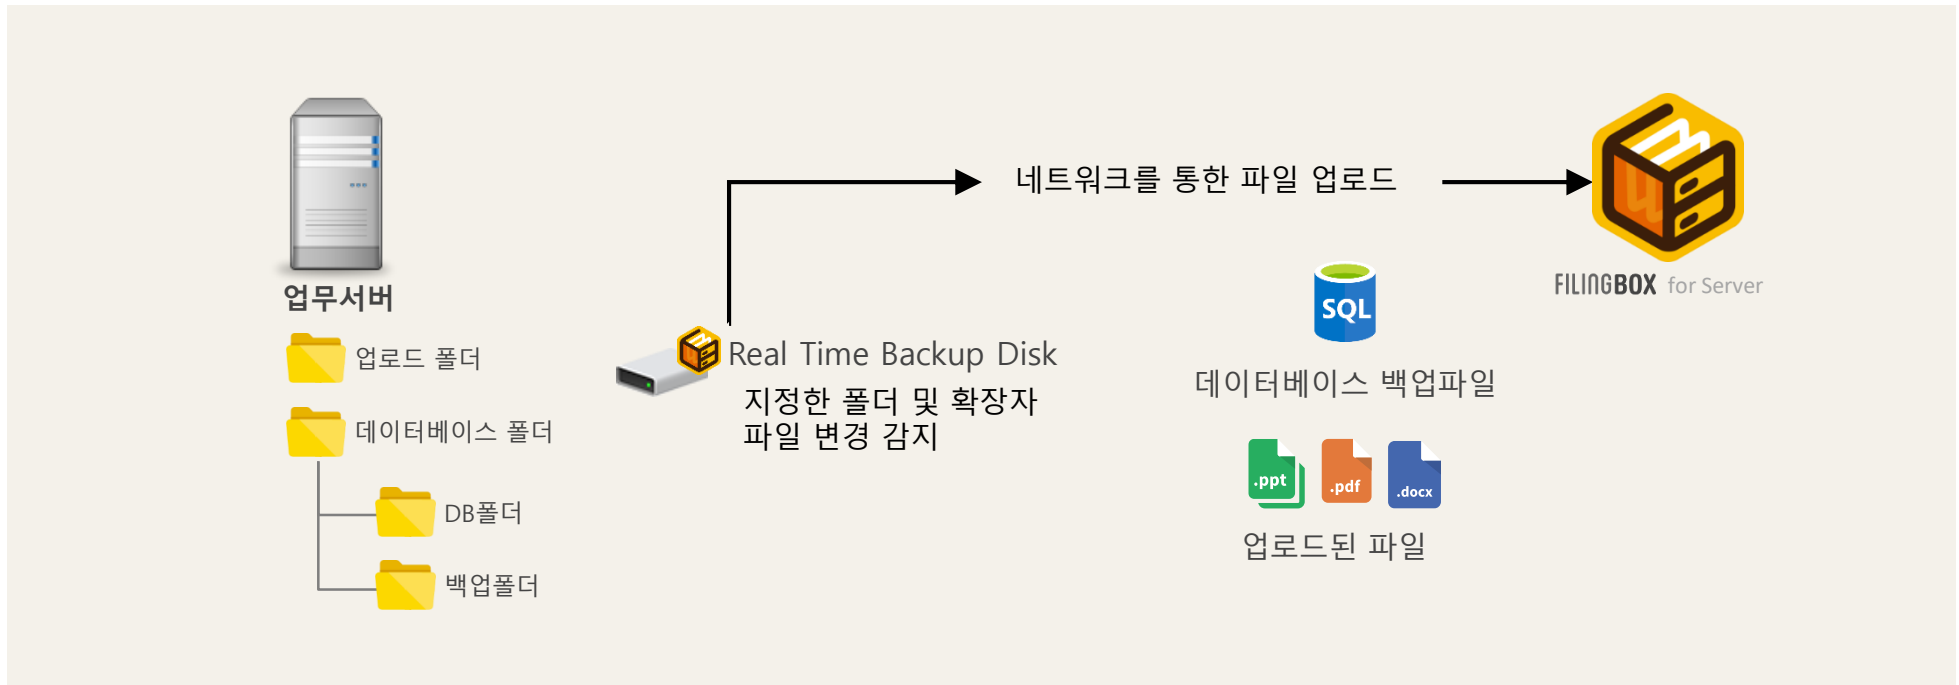 업무서버
업로드 폴더
데이터베이스 폴더
DB폴더
백업폴더
Real Time Backup Disk
지정한 폴더 및 확장자
파일 변경 감지
네트워크를 통한 파일 업로드
SQL
데이터베이스 백업파일
.ppt
.pdf
.docx
업로드된 파일
FILINGBOX for Server